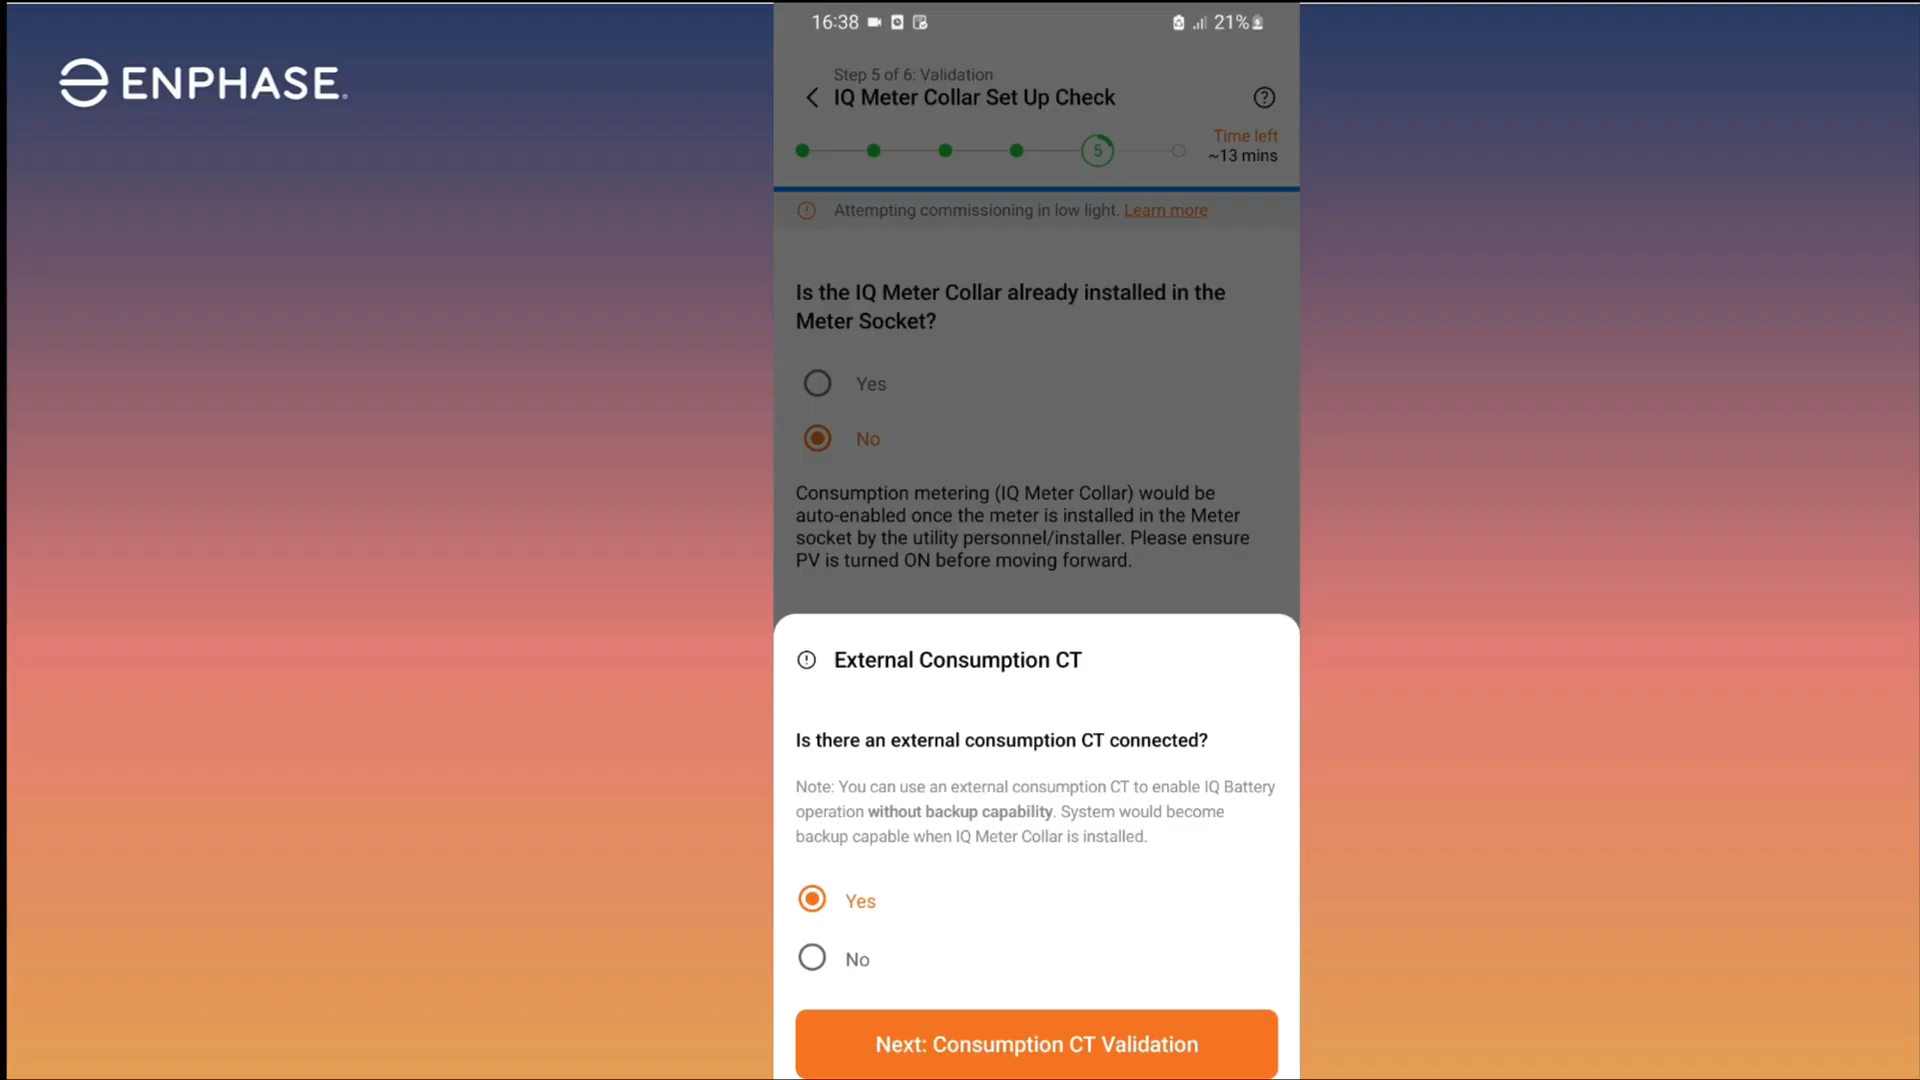 ENPHASE.
16:38
21%
Step 5 of 6: Validation
IQ Meter Collar Set Up Check
5
Time left
~13 mins
Attempting commissioning in low light. Learn more
Is the IQ Meter Collar already installed in the
Meter Socket?
Yes
No
Consumption metering (IQ Meter Collar) would be
auto-enabled once the meter is installed in the Meter
socket by the utility personnel/installer. Please ensure
PV is turned ON before moving forward.
External Consumption CT
Is there an external consumption CT connected?
Note: You can use an external consumption CT to enable IQ Battery
operation without backup capability. System would become
backup capable when IQ Meter Collar is installed.
Yes
No
Next: Consumption CT Validation